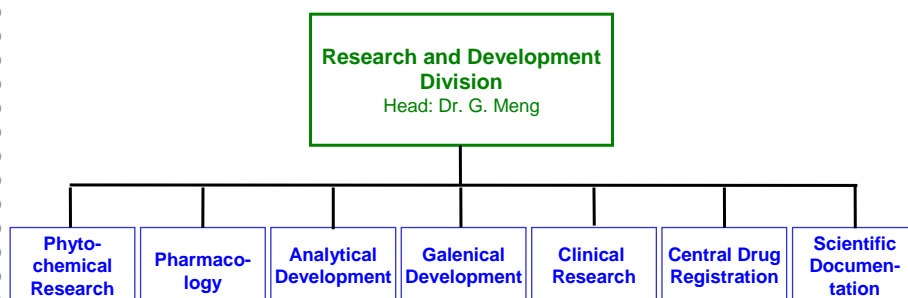 Research and Development
Division
Head: Dr. G. Meng
Phyto-
chemical
Research
Pharmaco-
logy
Analytical
Development
Galenical
Development
Clinical
Research
Central Drug
Registration
Scientific
Documen-
tation